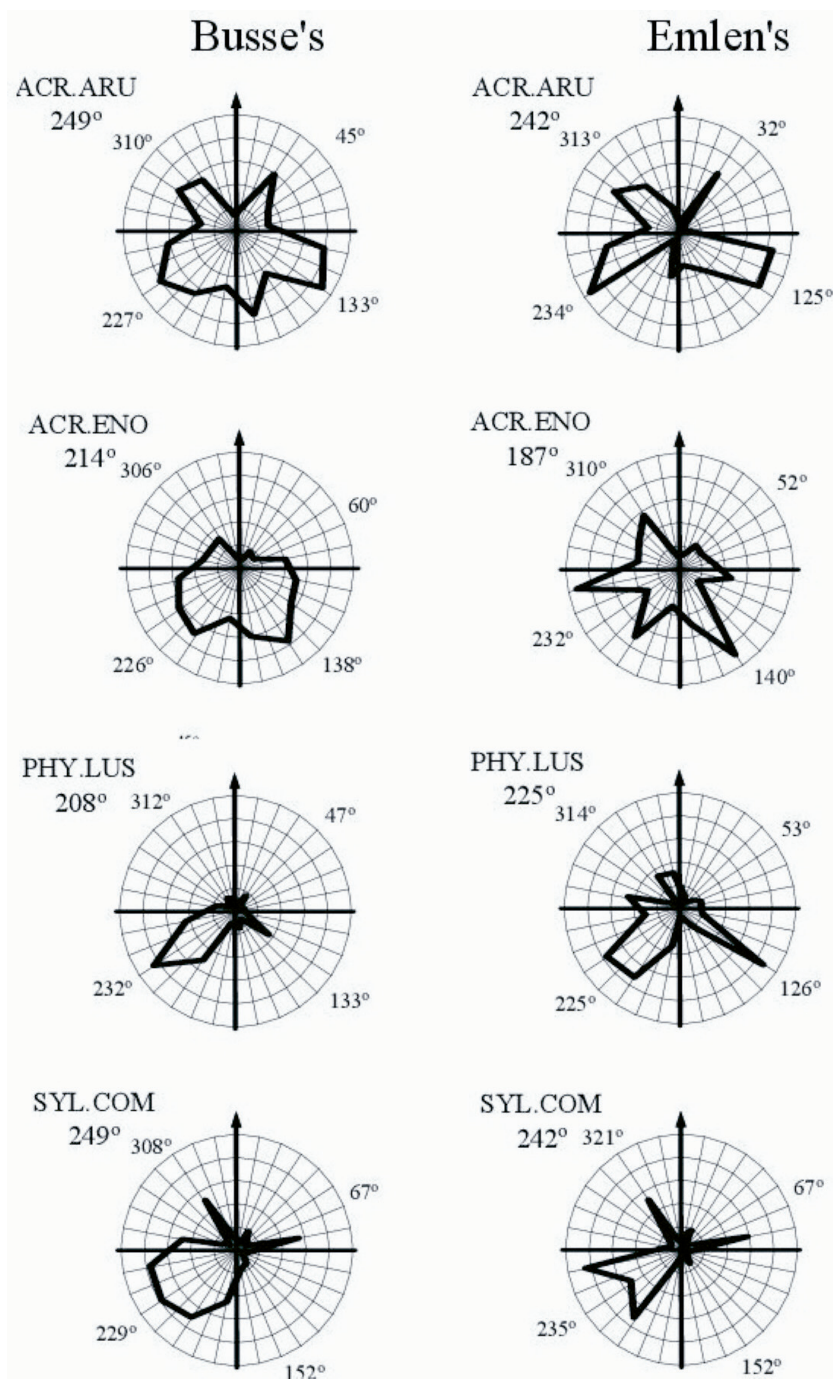 Busse's Emlen's
ACR.ARU
249º
310º 45º
227º 133º
ACR.ARU
242º
313º 32º
234º 125º
ACR.ENO
214º
306º 60º
226º 138º
ACR.ENO
187º
310º 52º
232º 140º
PHY.LUS
208º 312º 47º
232º 133º
PHY.LUS
225º
314º 53º
225º 126º
SYL.COM
249º 308º
67º
229º 152º
SYL.COM
242º 321º
67º
235º 152º